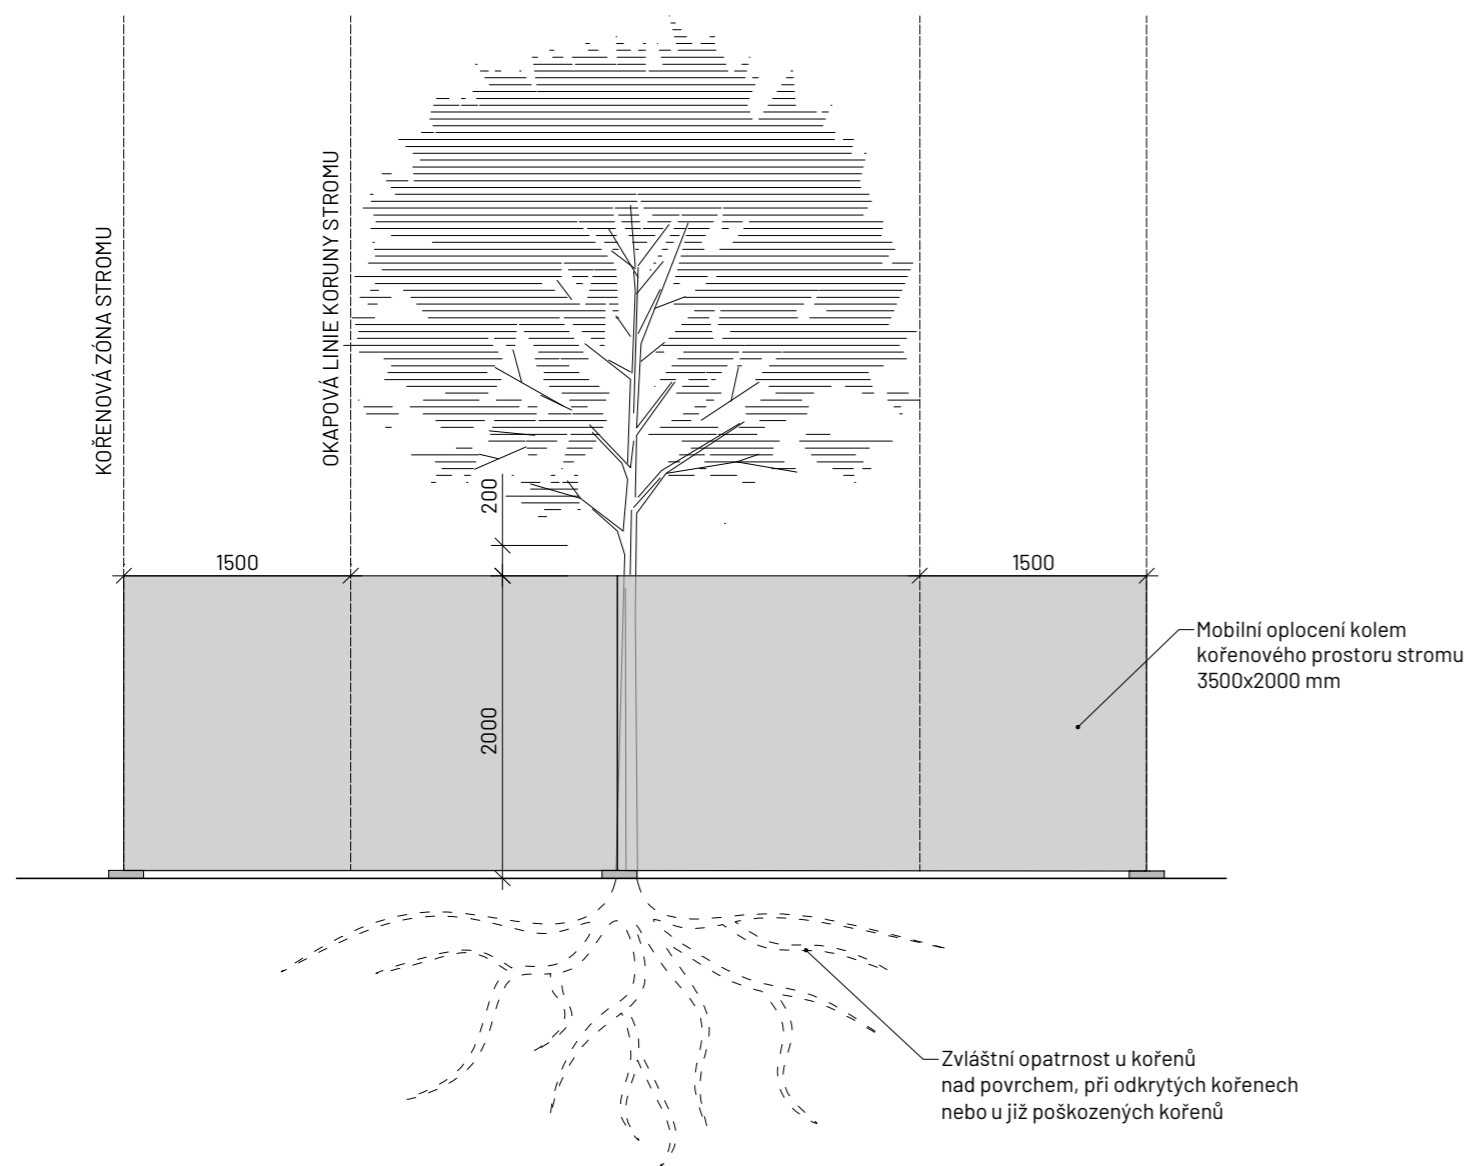 KOŘENOVÁ ZÓNA STROMU
OKAPOVÁ LINIE KORUNY STROMU
200
1500
1500
2000
Mobilní oplocení kolem
kořenového prostoru stromu
3500x2000 mm
Zvláštní opatrnost u kořenů
nad povrchem, při odkrytých kořenech
nebo u již poškozených kořenů